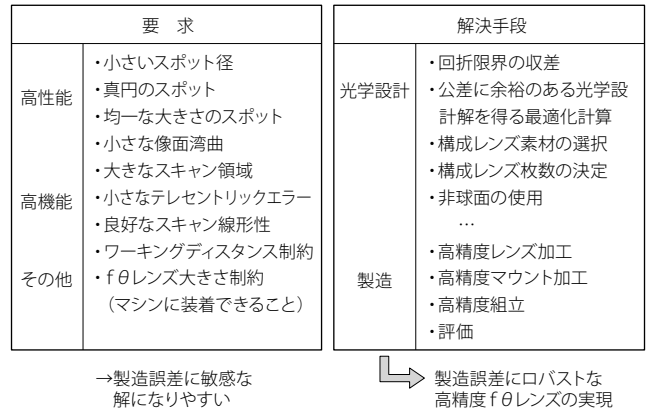 要 求
高性能
・小さいスポット径
・真円のスポット
・均一な大きさのスポット
・小さな像面湾曲
・大きなスキャン領域
高機能
・小さなテレセントリックエラー
・良好なスキャン線形性
・ワーキングディスタンス制約
その他
・fθレンズ大きさ制約
（マシンに装着できること）
→製造誤差に敏感な
解になりやすい
解決手段
光学設計
・回折限界の収差
・公差に余裕のある光学設
計解を得る最適化計算
・構成レンズ素材の選択
・構成レンズ枚数の決定
・非球面の使用
…
製造
・高精度レンズ加工
・高精度マウント加工
・高精度組立
・評価
製造誤差にロバストな
高精度fθレンズの実現